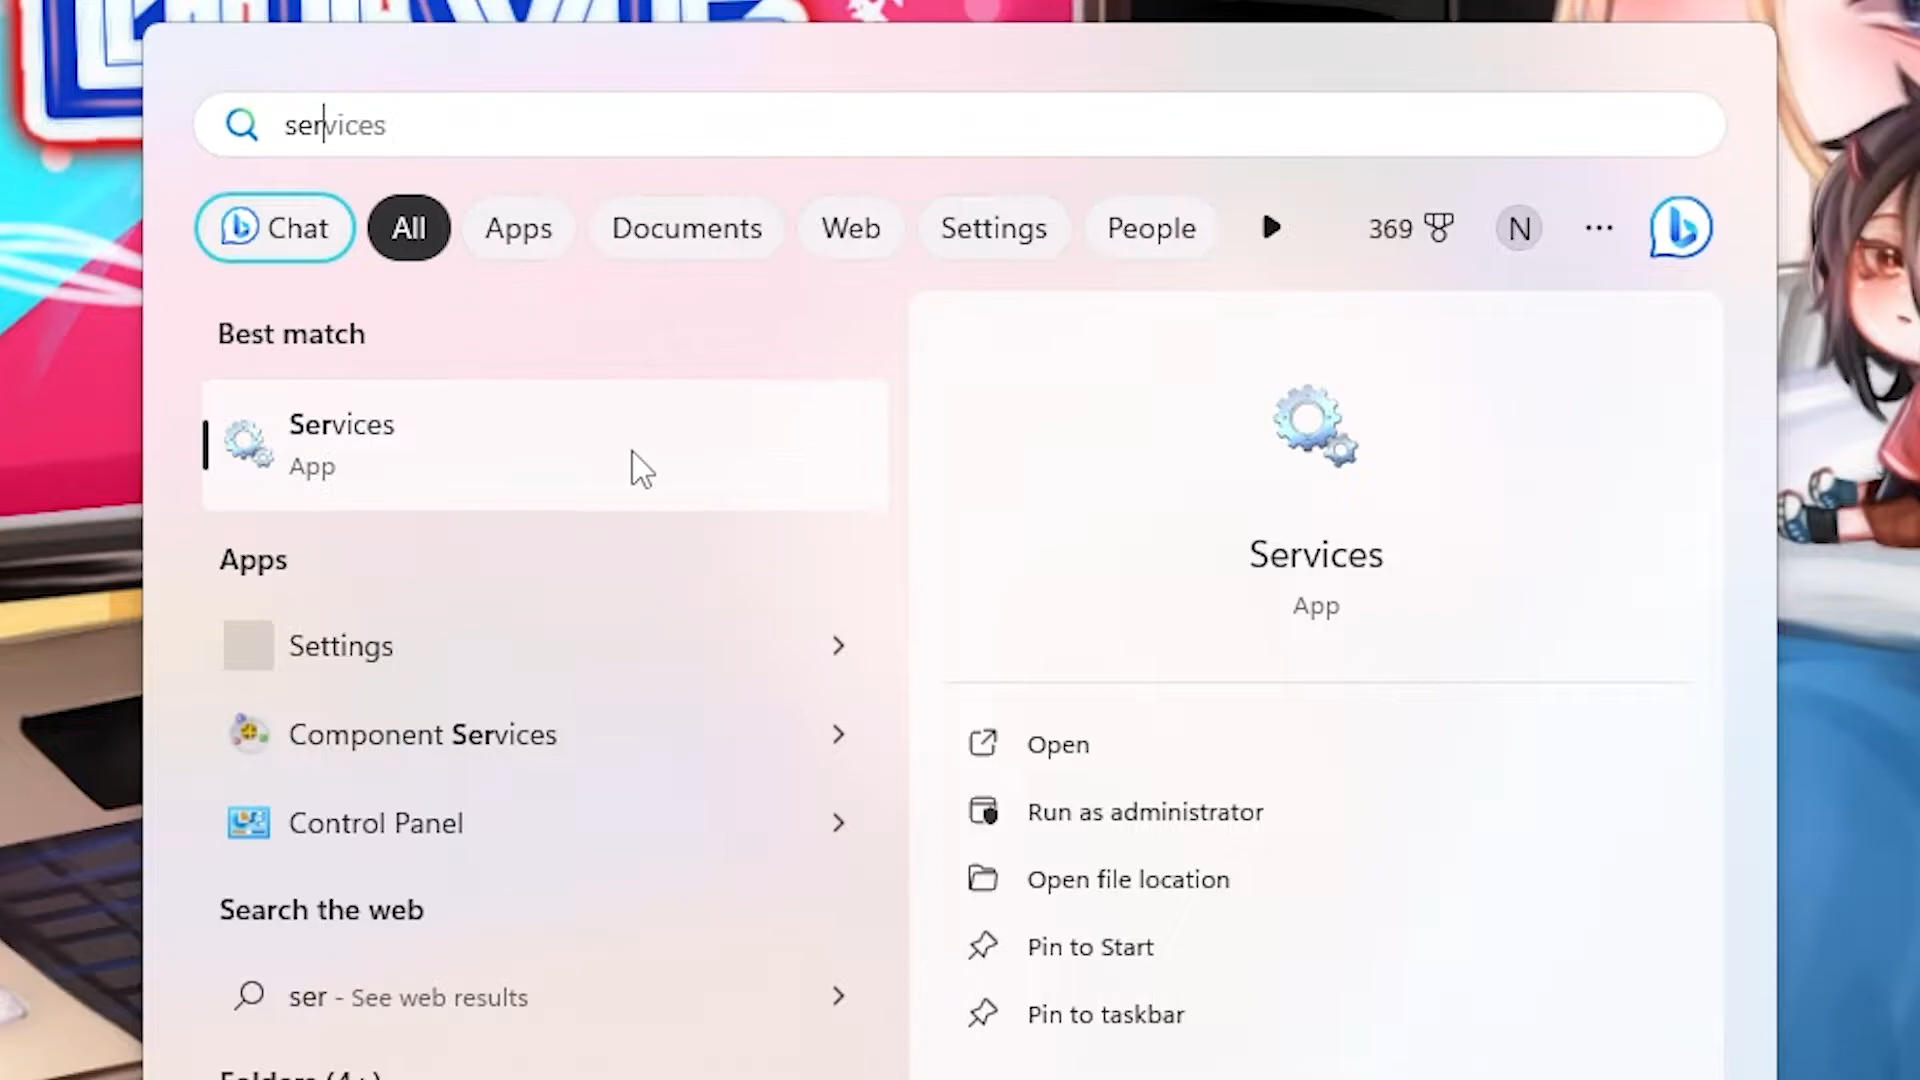 services
Chat All Apps Documents Web Settings People 369 N ...
Best match
Services
App
Services
App
Apps
Settings
Component Services
Control Panel
Search the web
ser - See web results
Folders (4+)
Open
Run as administrator
Open file location
Pin to Start
Pin to taskbar